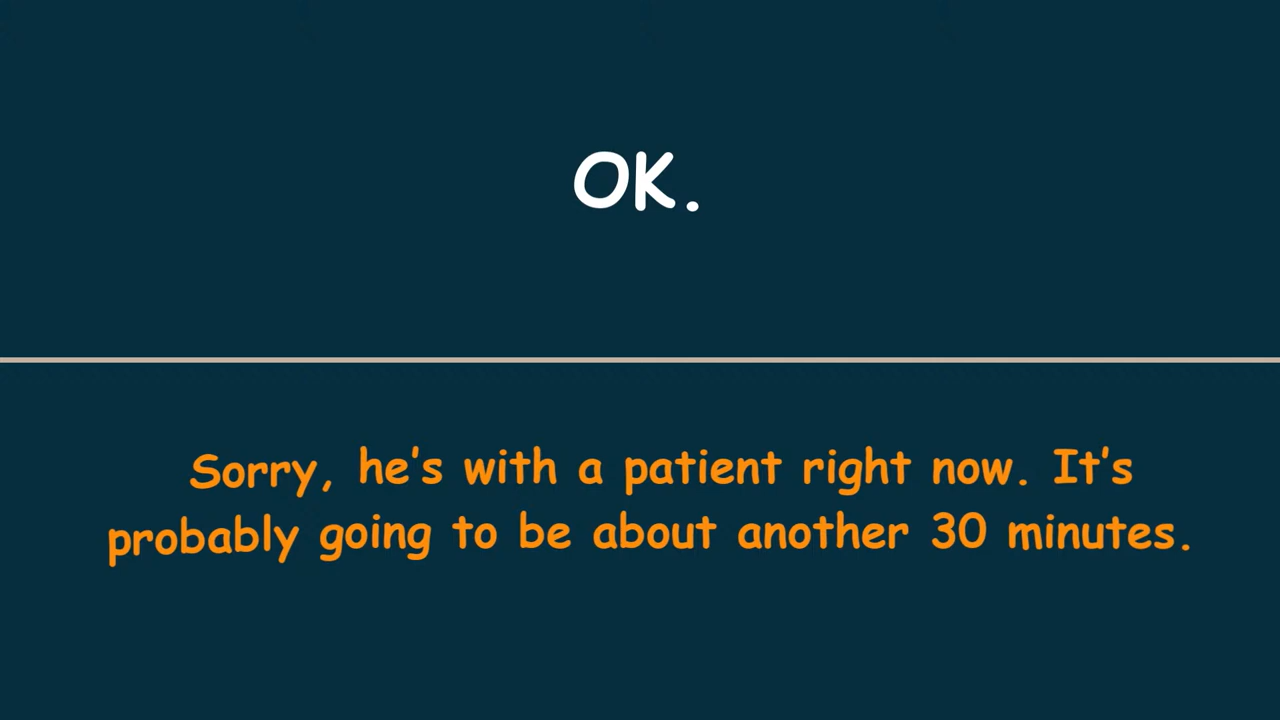 OK.
Sorry, he's with a patient right now. It's
probably going to be about another 30 minutes.